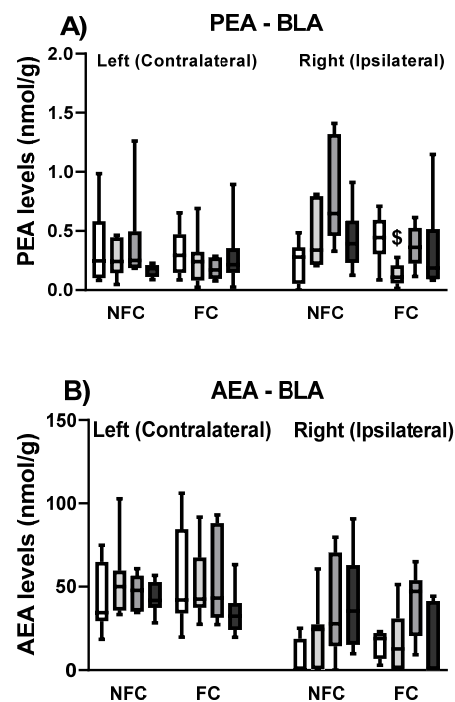 A) PEA - BLA
Left (Contralateral) Right (Ipsilateral)
PEA levels (nmol/g)
2.0
1.5
1.0
0.5
0.0
$
NFC FC NFC FC
B) AEA - BLA
Left (Contralateral) Right (Ipsilateral)
AEA levels (nmol/g)
150
100
50
0
NFC FC NFC FC